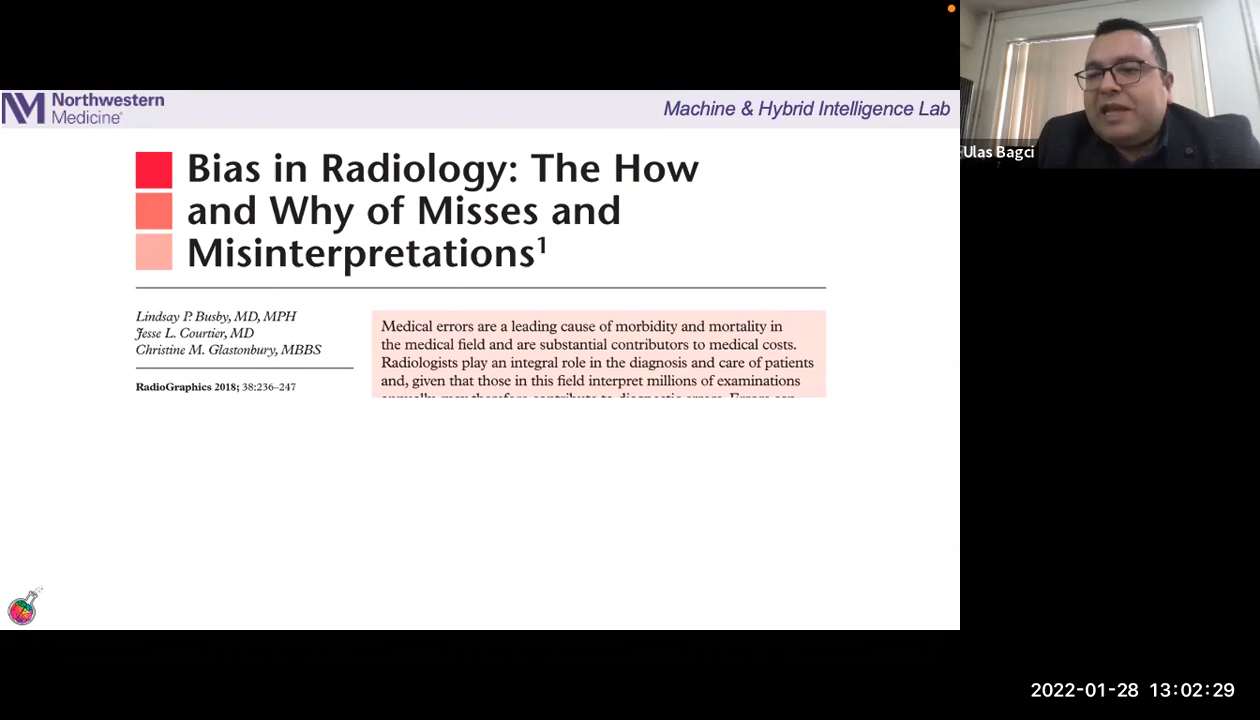 Northwestern
Medicine®
Machine & Hybrid Intelligence Lab
Bias in Radiology: The How
and Why of Misses and
Misinterpretations¹
Lindsay P. Busby, MD, MPH
Jesse L. Courtier, MD
Christine M. Glastonbury, MBBS
RadioGraphics 2018; 38:236–247
Medical errors are a leading cause of morbidity and mortality in
the medical field and are substantial contributors to medical costs.
Radiologists play an integral role in the diagnosis and care of patients
and, given that those in this field interpret millions of examinations
Ulas Bagci
2022-01-28 13:02:29